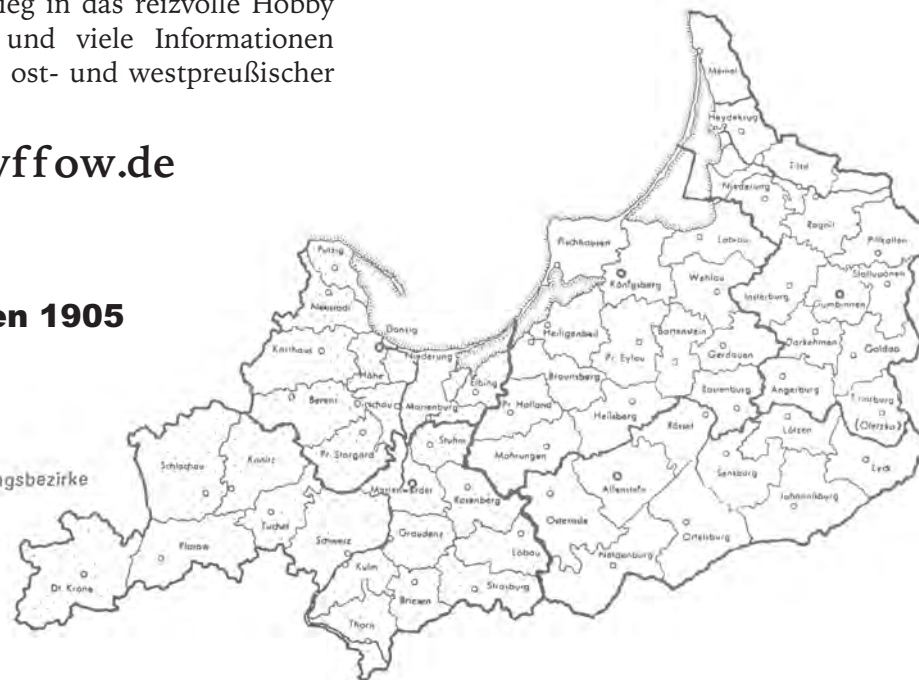 ieg in das reizvolle Hobby
und viele Informationen
ost- und westpreußischer
vffow.de
en 1905
gsbezirke
Memel
Heydekrug
Tilsit
Niederung
Ragnit
Pillkallen
Fischhausen
Labiau
Königsberg
Wehlau
Stallupönen
Insterburg
Gumbinnen
Putzig
Neustadt
Danzig
Niederung
Heiligenbeil
Bartenstein
Pr. Eylau
Gerdauen
Darkehmen
Goldap
Karthaus
Höhe
Elbing
Braunsberg
Angerburg
Berent
Dirschau
Marienburg
Pr. Holland
Heilsberg
Rastenburg
(Oletzko)
Pr. Stargard
Stuhm
Mohrungen
Rössel
Lötzen
Schlochau
Konitz
Marienwerder
Rosenberg
Allenstein
Sensburg
Lyck
Johannisburg
Tuchel
Osterode
Flatow
Schwetz
Graudenz
Löbau
Neidenburg
Ortelsburg
Dt. Krone
Kulm
Briesen
Strasburg
Thorn